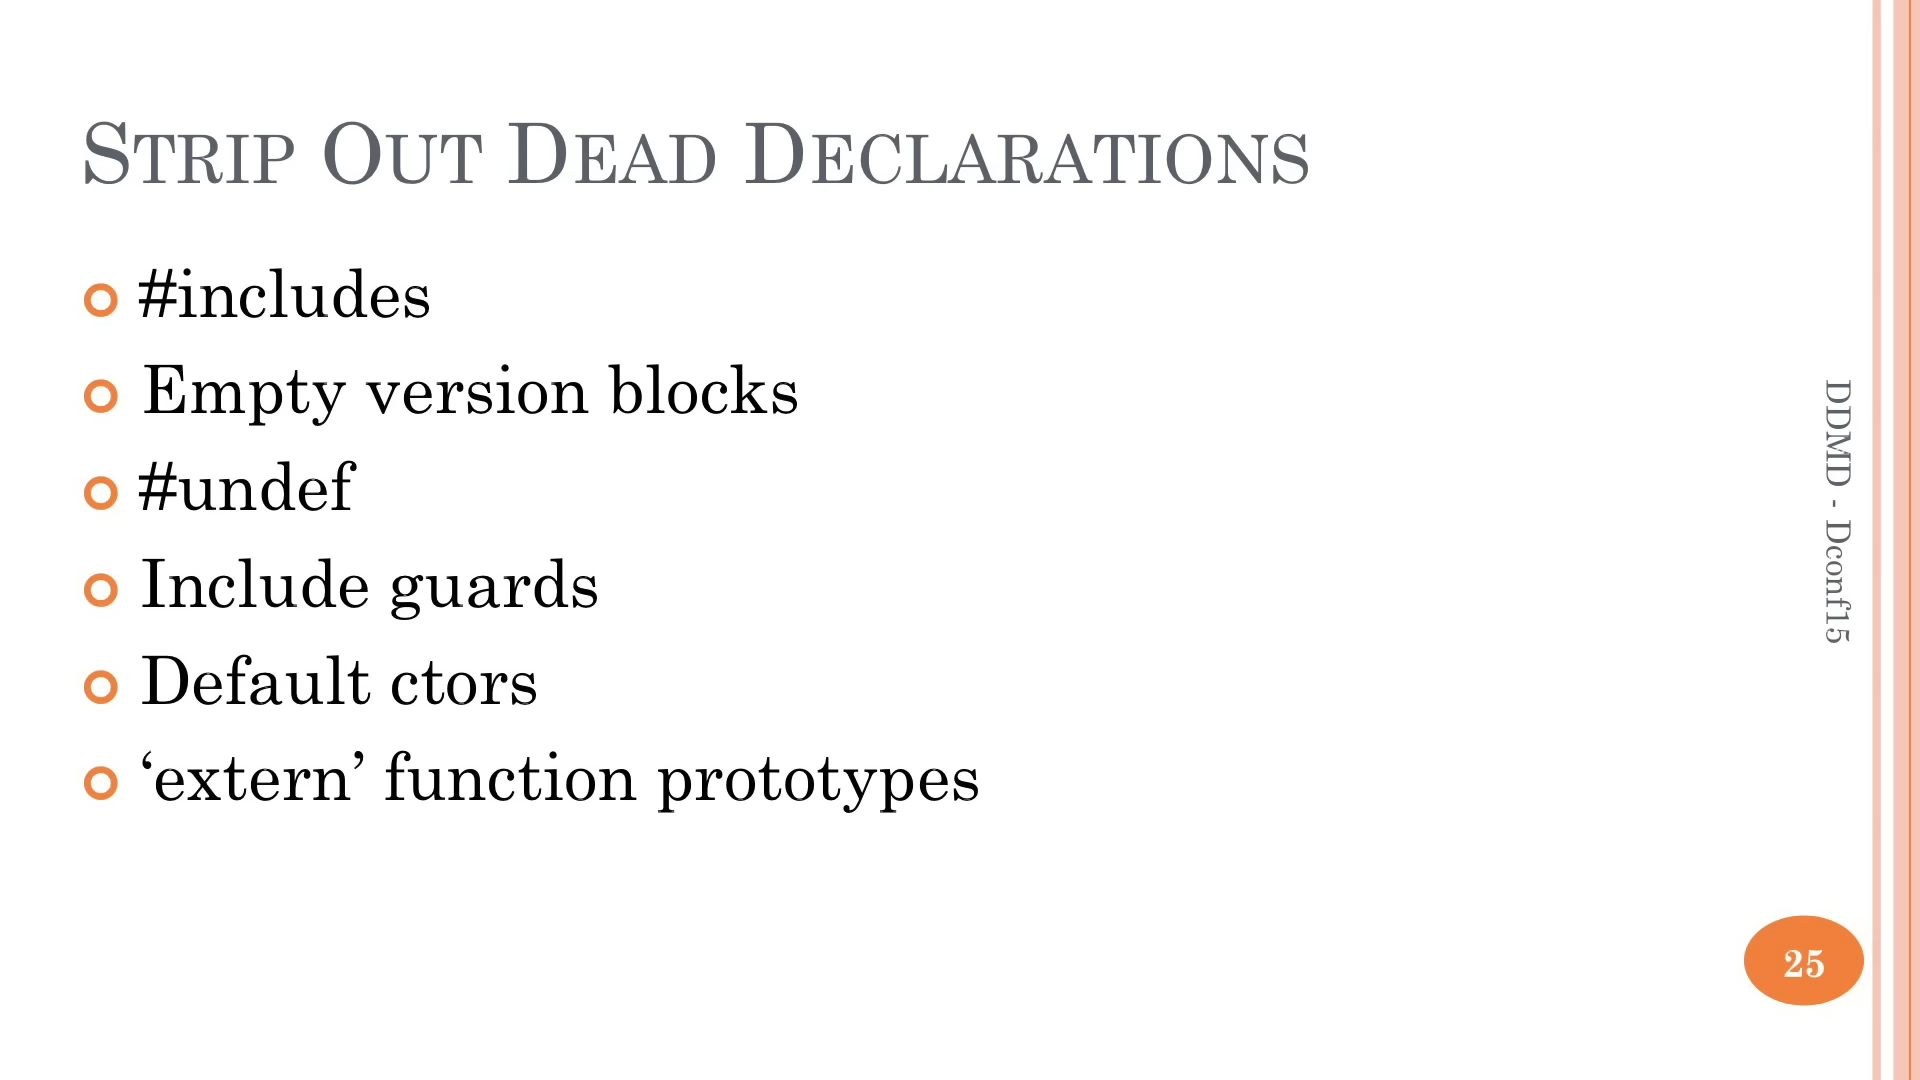 Strip Out Dead Declarations
#includes
Empty version blocks
#undef
Include guards
Default ctors
‘extern’ function prototypes
DDMD - Dconf15
25